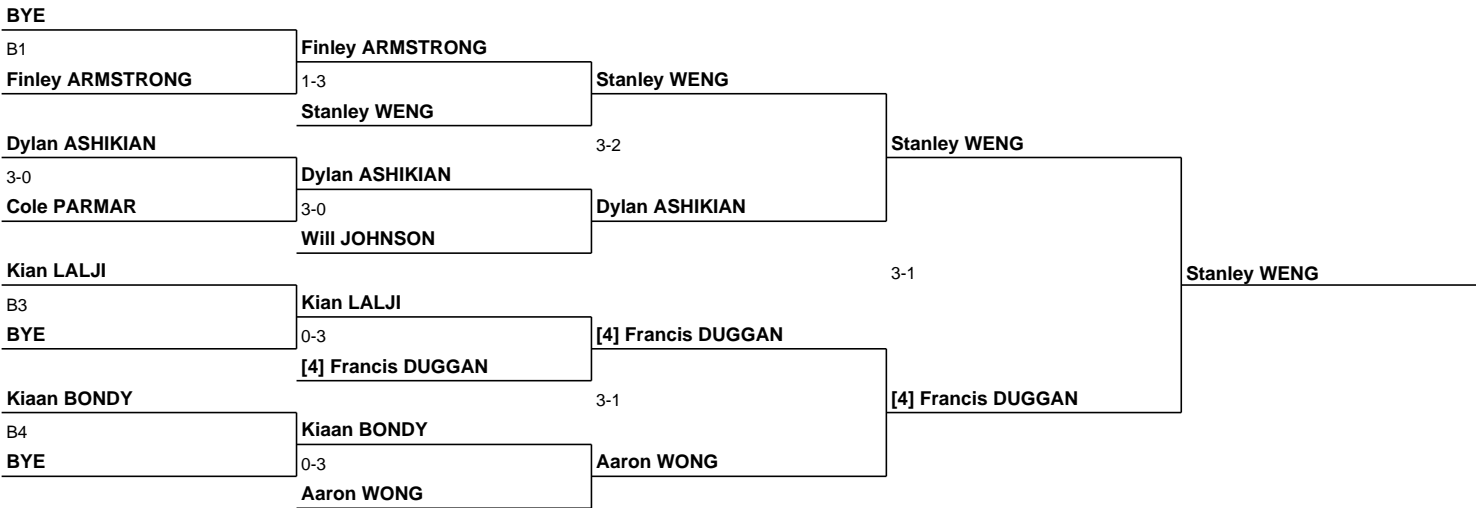 BYE
B1
Finley ARMSTRONG
Finley ARMSTRONG
1-3
Stanley WENG
Stanley WENG
Dylan ASHIKIAN
3-2
Stanley WENG
3-0
Dylan ASHIKIAN
Cole PARMAR
3-0
Dylan ASHIKIAN
Will JOHNSON
Kian LALJI
3-1
Stanley WENG
B3
Kian LALJI
BYE
0-3
[4] Francis DUGGAN
[4] Francis DUGGAN
Kiaan BONDY
3-1
[4] Francis DUGGAN
B4
Kiaan BONDY
BYE
0-3
Aaron WONG
Aaron WONG